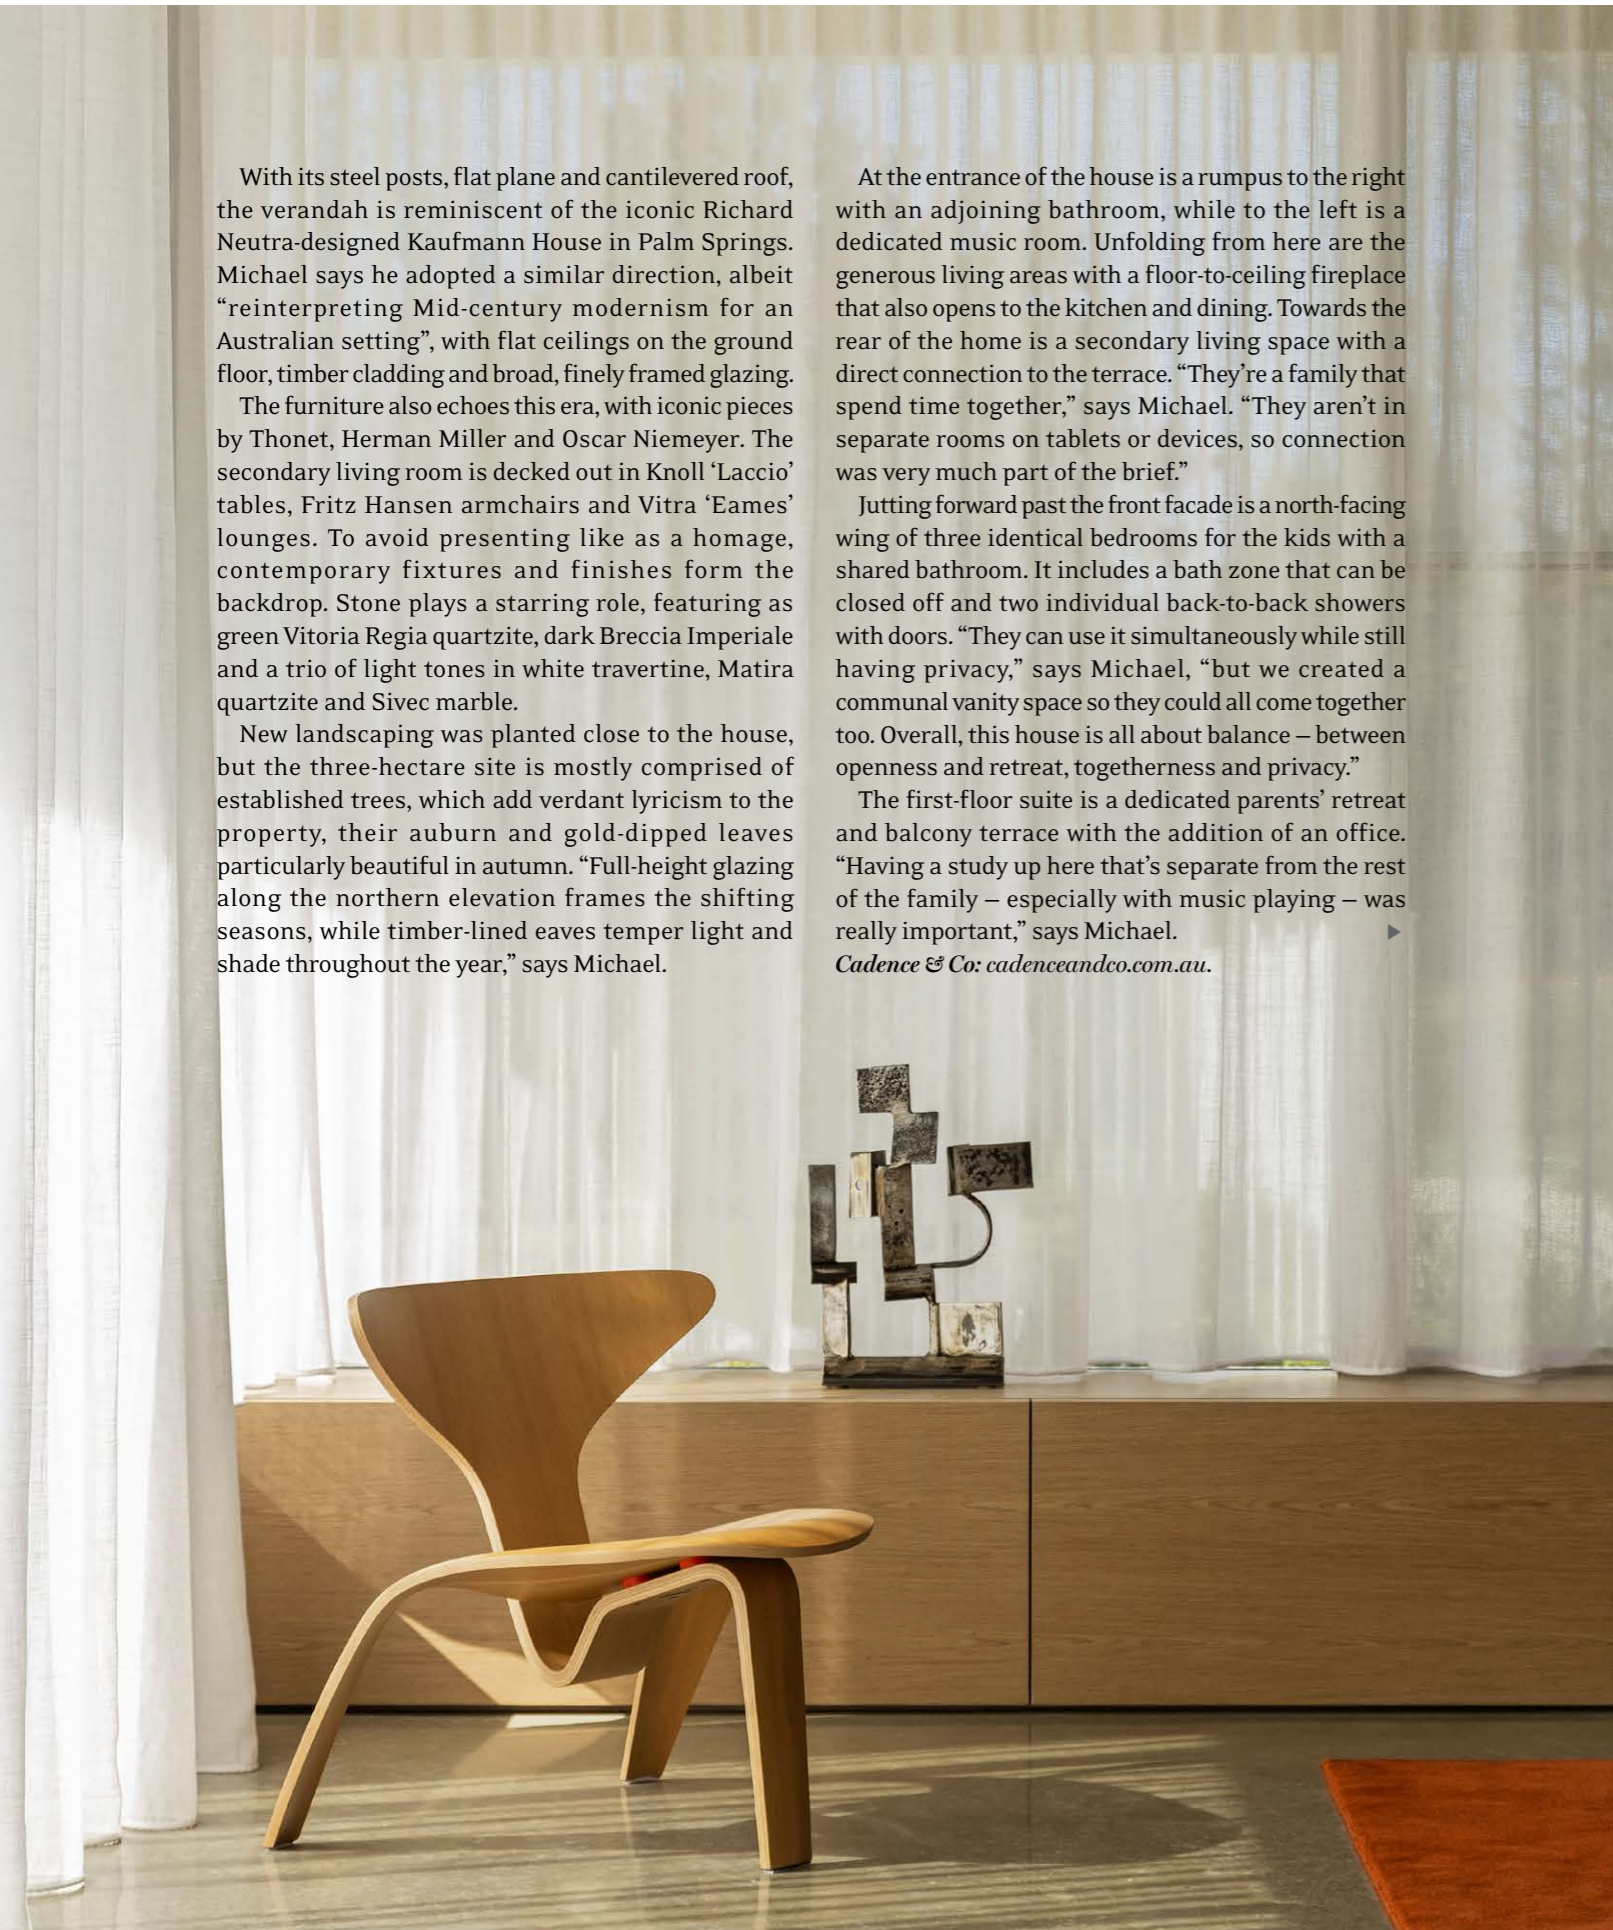 With its steel posts, flat plane and cantilevered roof,
the verandah is reminiscent of the iconic Richard
Neutra-designed Kaufmann House in Palm Springs.
Michael says he adopted a similar direction, albeit
“reinterpreting Mid-century modernism for an
Australian setting”, with flat ceilings on the ground
floor, timber cladding and broad, finely framed glazing.
The furniture also echoes this era, with iconic pieces
by Thonet, Herman Miller and Oscar Niemeyer. The
secondary living room is decked out in Knoll ‘Laccio’
tables, Fritz Hansen armchairs and Vitra ‘Eames’
lounges. To avoid presenting like as a homage,
contemporary fixtures and finishes form the
backdrop. Stone plays a starring role, featuring as
green Vitoria Regia quartzite, dark Breccia Imperiale
and a trio of light tones in white travertine, Matira
quartzite and Sivec marble.
New landscaping was planted close to the house,
but the three-hectare site is mostly comprised of
established trees, which add verdant lyricism to the
property, their auburn and gold-dipped leaves
particularly beautiful in autumn. “Full-height glazing
along the northern elevation frames the shifting
seasons, while timber-lined eaves temper light and
shade throughout the year,” says Michael.
At the entrance of the house is a rumpus to the right
with an adjoining bathroom, while to the left is a
dedicated music room. Unfolding from here are the
generous living areas with a floor-to-ceiling fireplace
that also opens to the kitchen and dining. Towards the
rear of the home is a secondary living space with a
direct connection to the terrace. “They’re a family that
spend time together,” says Michael. “They aren’t in
separate rooms on tablets or devices, so connection
was very much part of the brief.”
Jutting forward past the front facade is a north-facing
wing of three identical bedrooms for the kids with a
shared bathroom. It includes a bath zone that can be
closed off and two individual back-to-back showers
with doors. “They can use it simultaneously while still
having privacy,” says Michael, “but we created a
communal vanity space so they could all come together
too. Overall, this house is all about balance – between
openness and retreat, togetherness and privacy.”
The first-floor suite is a dedicated parents’ retreat
and balcony terrace with the addition of an office.
“Having a study up here that’s separate from the rest
of the family – especially with music playing – was
really important,” says Michael. ▶
Cadence & Co: cadenceandco.com.au.